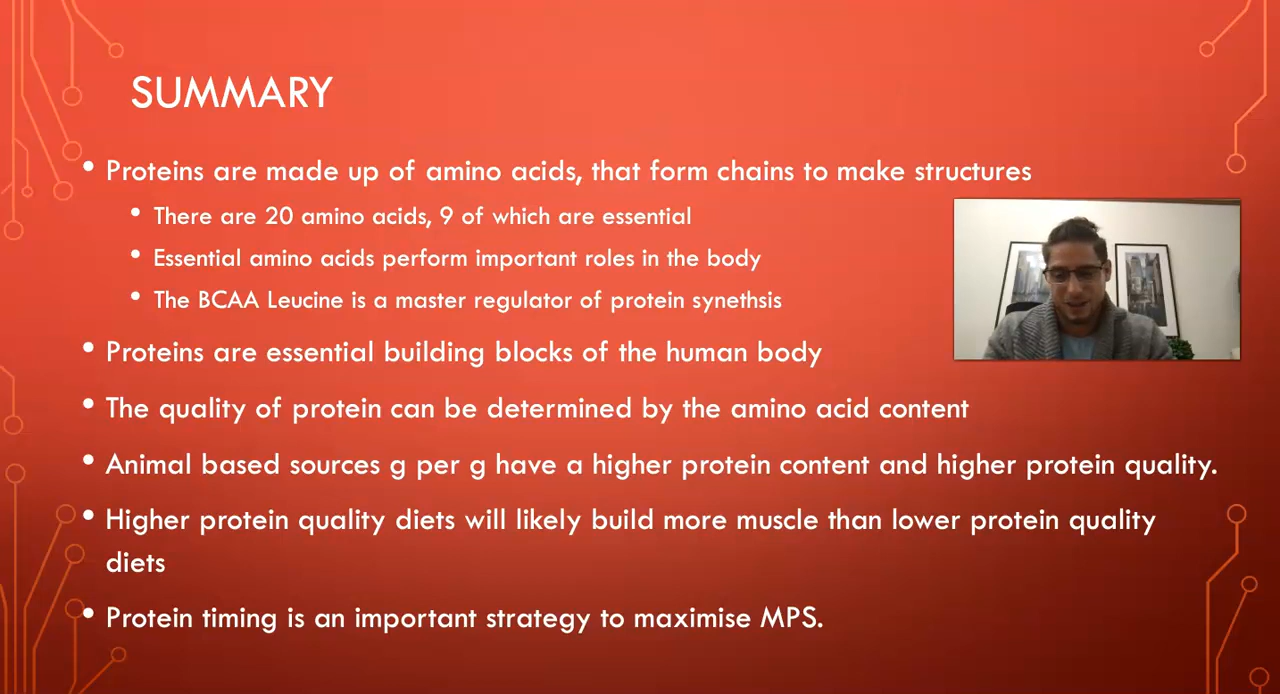 SUMMARY
• Proteins are made up of amino acids, that form chains to make structures
• There are 20 amino acids, 9 of which are essential
• Essential amino acids perform important roles in the body
• The BCAA Leucine is a master regulator of protein synethsis
• Proteins are essential building blocks of the human body
• The quality of protein can be determined by the amino acid content
• Animal based sources g per g have a higher protein content and higher protein quality.
• Higher protein quality diets will likely build more muscle than lower protein quality
diets
• Protein timing is an important strategy to maximise MPS.